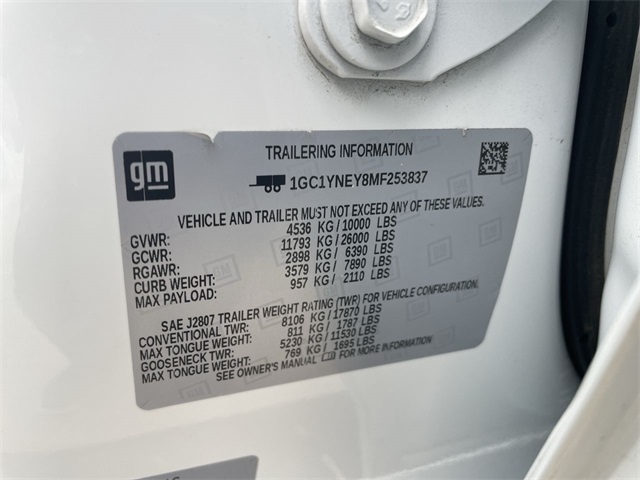 gm
TRAILERING INFORMATION
1GC1YNEY8MF253837
VEHICLE AND TRAILER MUST NOT EXCEED ANY OF THESE VALUES.
GVWR: 4536 KG / 10000 LBS
GCWR: 11793 KG / 26000 LBS
RGAWR: 2898 KG / 6390 LBS
CURB WEIGHT: 3579 KG / 7890 LBS
MAX PAYLOAD: 957 KG / 2110 LBS
SAE J2807 TRAILER WEIGHT RATING (TWR) FOR VEHICLE CONFIGURATION.
CONVENTIONAL TWR: 8106 KG / 17870 LBS
MAX TONGUE WEIGHT: 811 KG / 1787 LBS
GOOSENECK TWR: 5230 KG / 11530 LBS
MAX TONGUE WEIGHT: 769 KG / 1695 LBS
SEE OWNER'S MANUAL FOR MORE INFORMATION